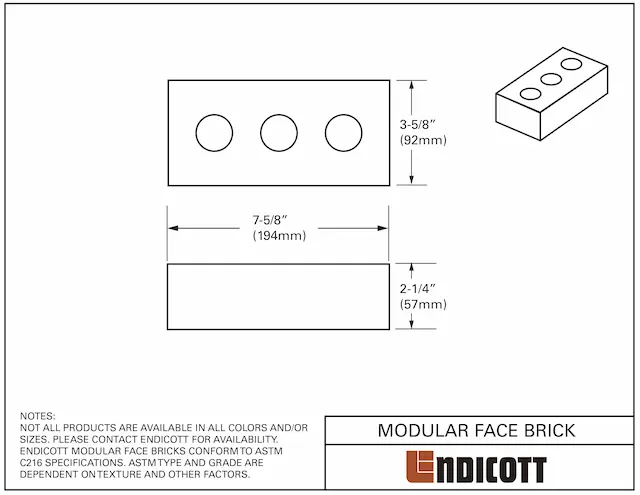 3-5/8”
(92mm)
7-5/8”
(194mm)
2-1/4”
(57mm)
NOTES:
NOT ALL PRODUCTS ARE AVAILABLE IN ALL COLORS AND/OR
SIZES. PLEASE CONTACT ENDICOTT FOR AVAILABILITY.
ENDICOTT MODULAR FACE BRICKS CONFORM TO ASTM
C216 SPECIFICATIONS. ASTM TYPE AND GRADE ARE
DEPENDENT ON TEXTURE AND OTHER FACTORS.
MODULAR FACE BRICK
ENDICOTT